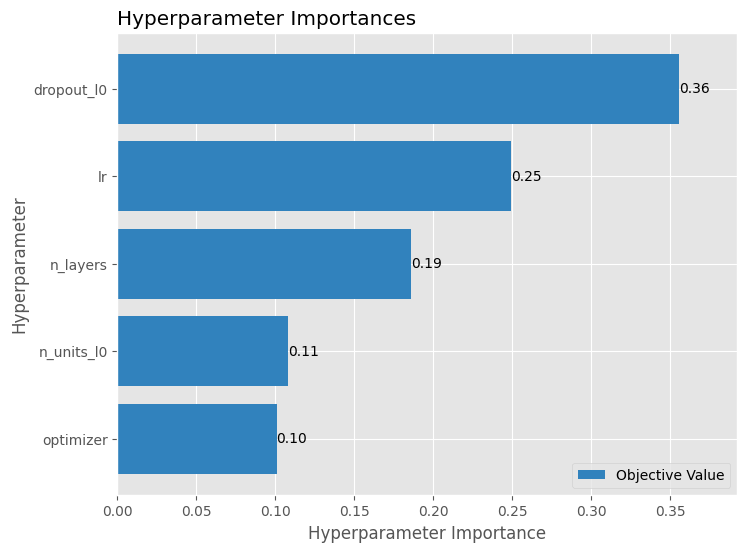 Hyperparameter Importances
Hyperparameter
dropout_l0
0.36
lr
0.25
n_layers
0.19
n_units_l0
0.11
optimizer
0.10
Objective Value
0.00 0.05 0.10 0.15 0.20 0.25 0.30 0.35
Hyperparameter Importance